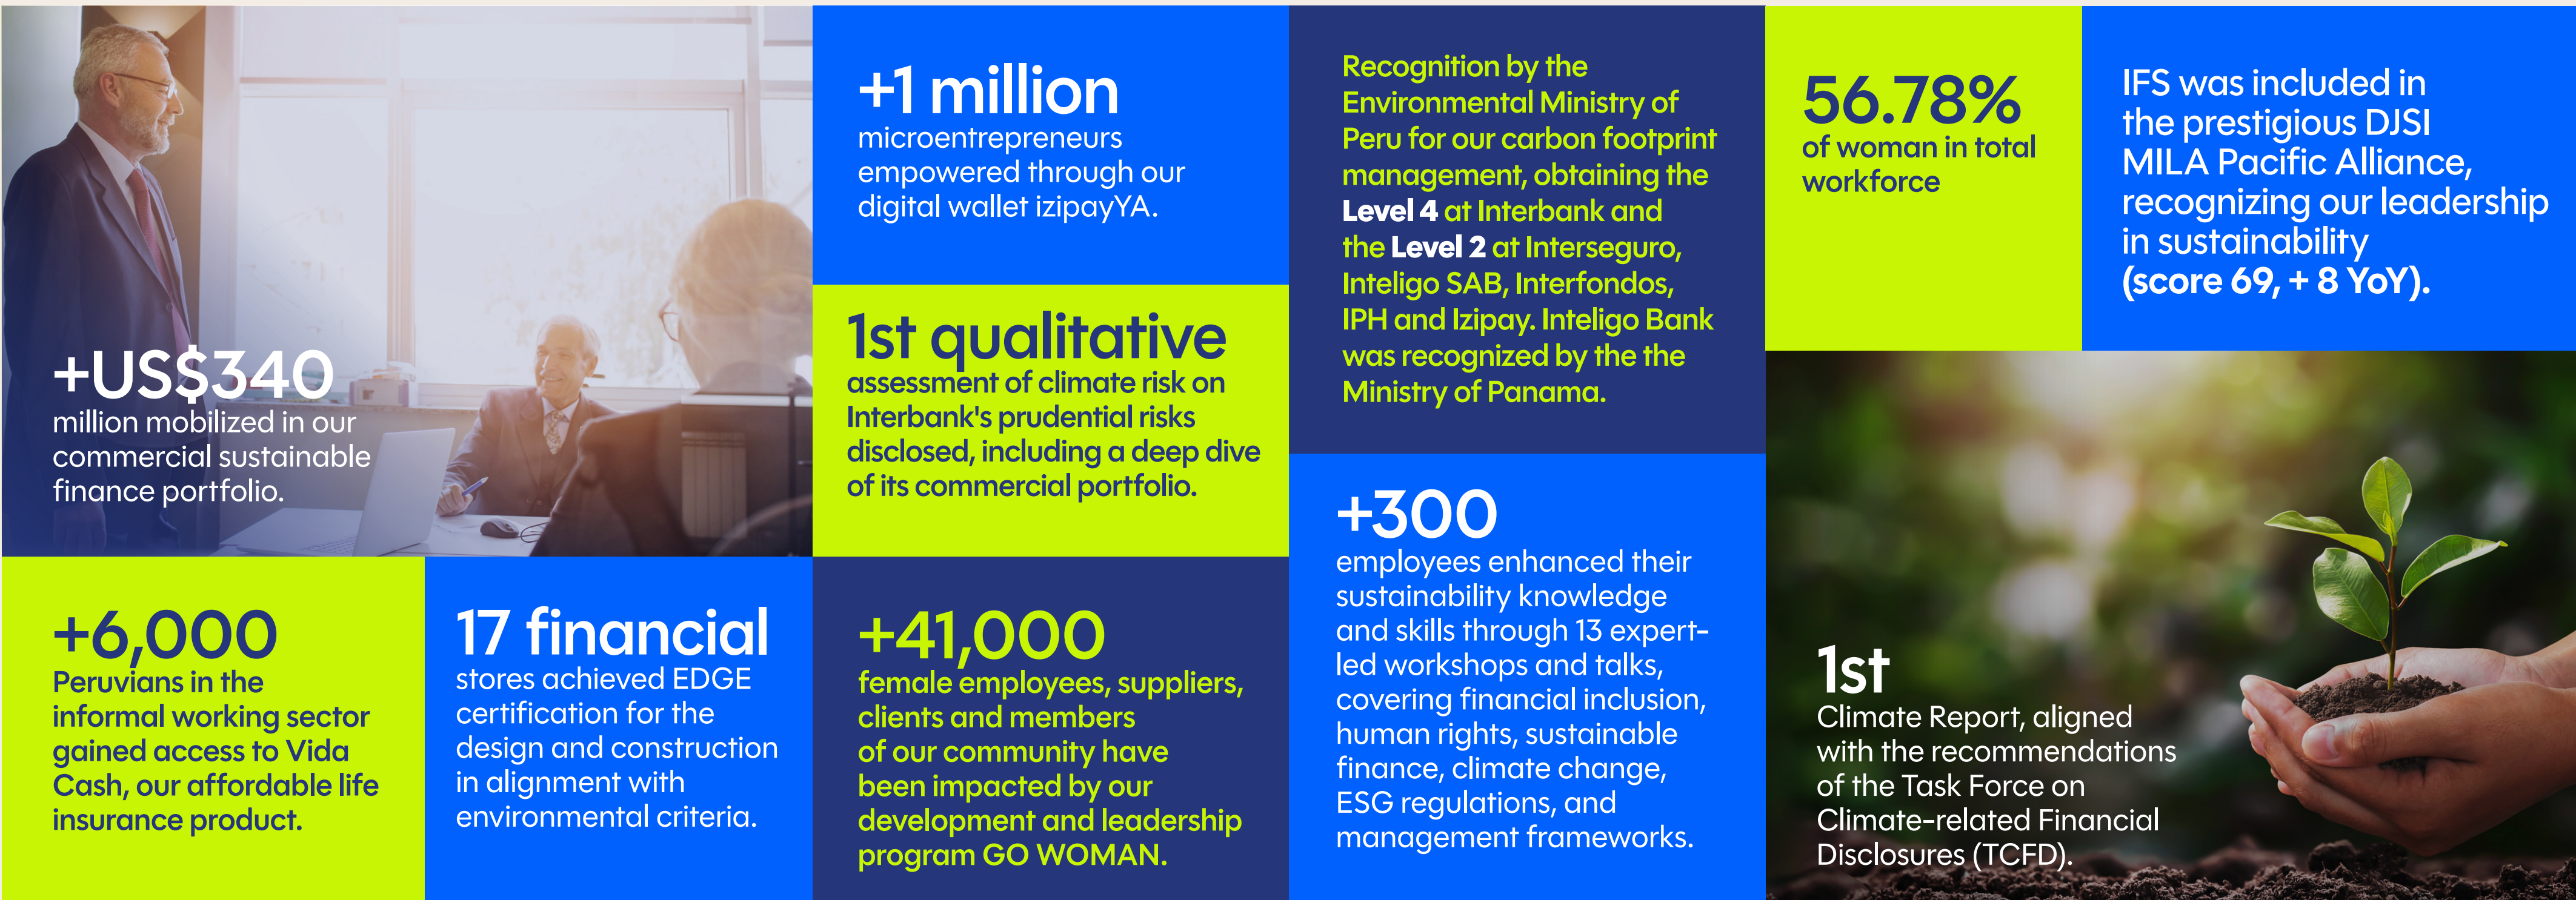 +US$340
million mobilized in our
commercial sustainable
finance portfolio.
+1 million
microentrepreneurs
empowered through our
digital wallet izipayYA.
1st qualitative
assessment of climate risk on
Interbank's prudential risks
disclosed, including a deep dive
of its commercial portfolio.
Recognition by the
Environmental Ministry of
Peru for our carbon footprint
management, obtaining the
Level 4 at Interbank and
the Level 2 at Interseguro,
Inteligo SAB, Interfondos,
IPH and Izipay. Inteligo Bank
was recognized by the the
Ministry of Panama.
56.78%
of woman in total
workforce
IFS was included in
the prestigious DJSI
MILA Pacific Alliance,
recognizing our leadership
in sustainability
(score 69, + 8 YoY).
+6,000
Peruvians in the
informal working sector
gained access to Vida
Cash, our affordable life
insurance product.
17 financial
stores achieved EDGE
certification for the
design and construction
in alignment with
environmental criteria.
+41,000
female employees, suppliers,
clients and members
of our community have
been impacted by our
development and leadership
program GO WOMAN.
+300
employees enhanced their
sustainability knowledge
and skills through 13 expert-
led workshops and talks,
covering financial inclusion,
human rights, sustainable
finance, climate change,
ESG regulations, and
management frameworks.
1st
Climate Report, aligned
with the recommendations
of the Task Force on
Climate-related Financial
Disclosures (TCFD).